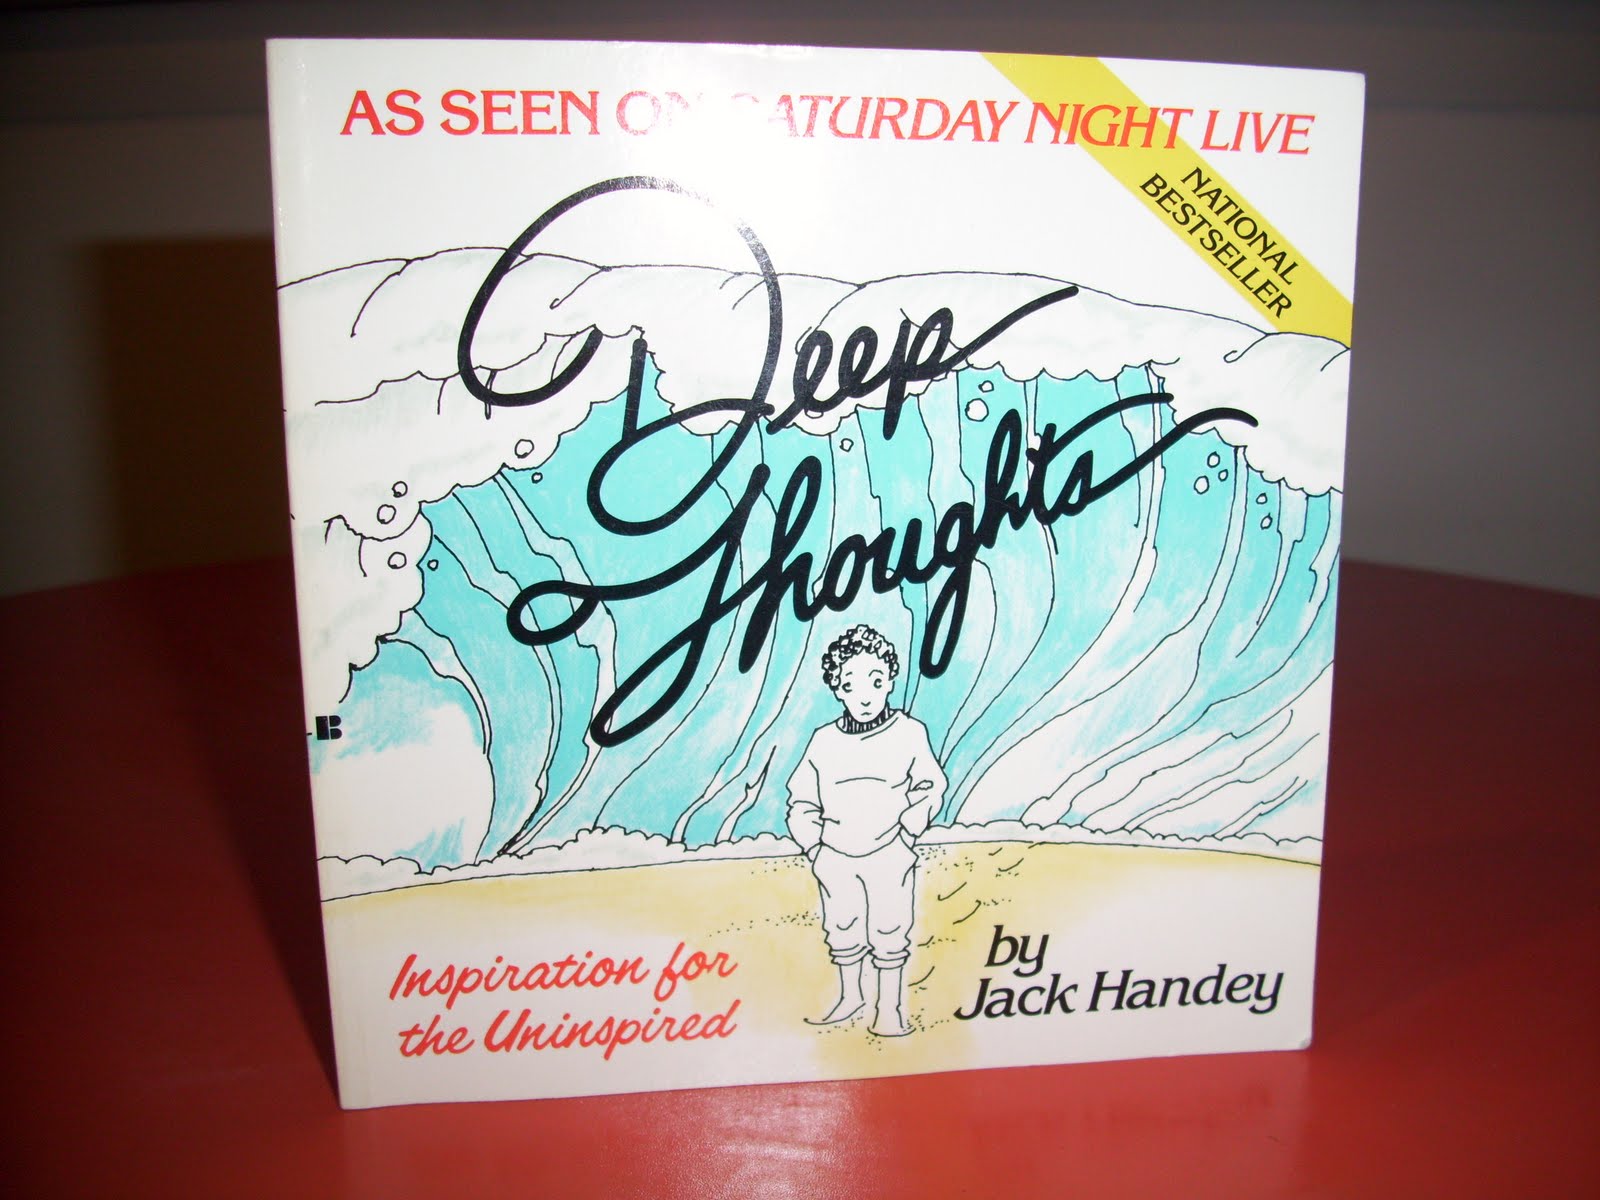 AS SEEN ON SATURDAY NIGHT LIVE
NATIONAL
BESTSELLER
Deep
Thoughts
B
Inspiration for
the Uninspired
by
Jack Handey